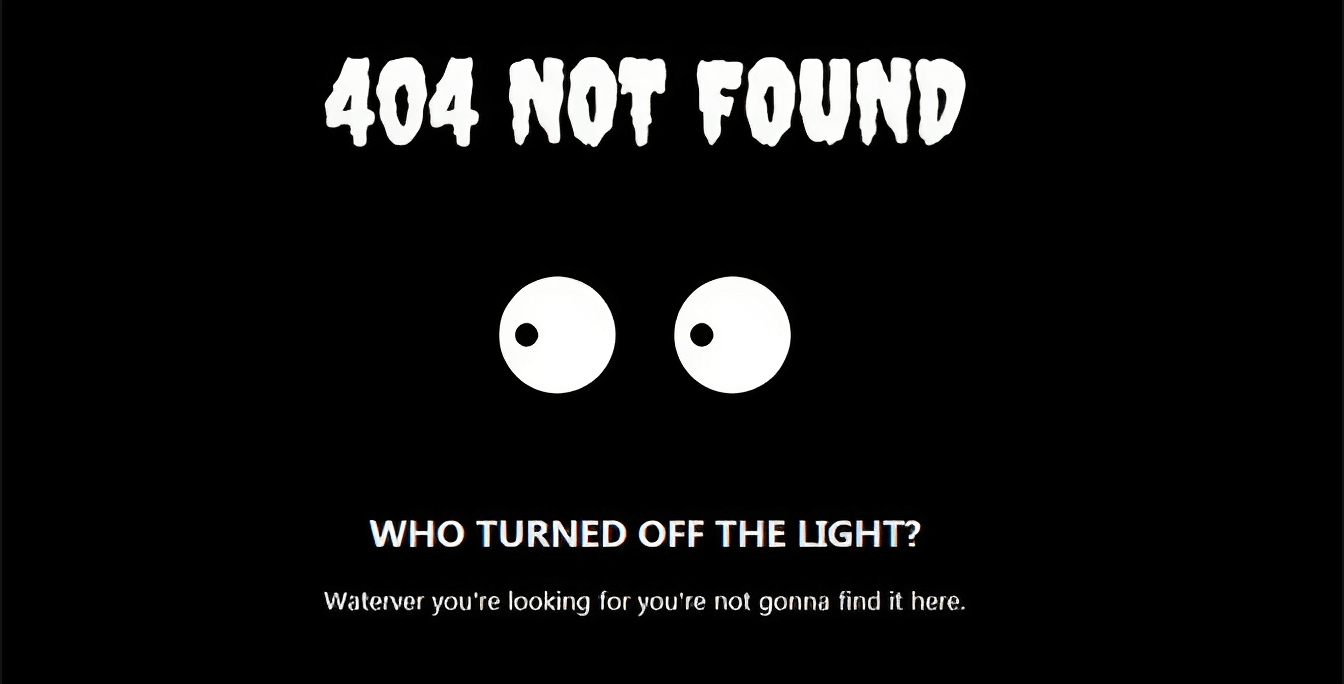 404 NOT FOUND
WHO TURNED OFF THE LIGHT?
Waterver you're looking for you're not gonna find it here.